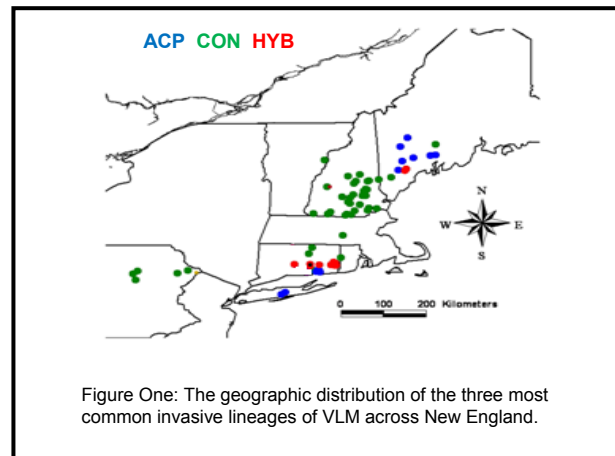 ACP CON HYB
N
W E
S
0 100 200 Kilometers
Figure One: The geographic distribution of the three most
common invasive lineages of VLM across New England.